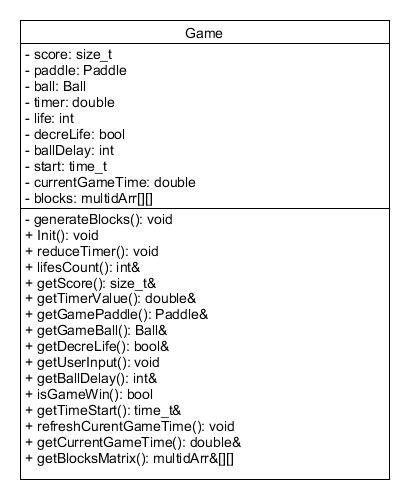 Game
- score: size_t
- paddle: Paddle
- ball: Ball
- timer: double
- life: int
- decreLife: bool
- ballDelay: int
- start: time_t
- currentGameTime: double
- blocks: multidArr[][]
- generateBlocks(): void
+ Init(): void
+ reduceTimer(): void
+ lifesCount(): int&
+ getScore(): size_t&
+ getTimerValue(): double&
+ getGamePaddle(): Paddle&
+ getGameBall(): Ball&
+ getDecreLife(): bool&
+ getUserInput(): void
+ getBallDelay(): int&
+ isGameWin(): bool
+ getTimeStart(): time_t&
+ refreshCurentGameTime(): void
+ getCurrentGameTime(): double&
+ getBlocksMatrix(): multidArr&[][]